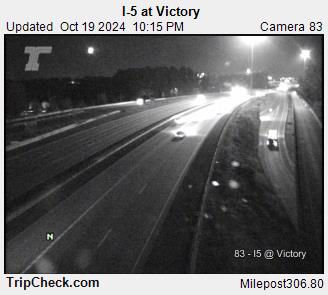 I-5 at Victory
Updated Oct 19 2024 10:15 PM Camera 83
T
N
83 - I5 @ Victory
TripCheck.com Milepost306.80